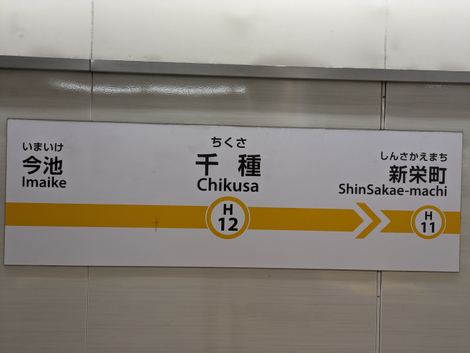 いまいけ
今池
Imaike
ちくさ
千種
Chikusa
H
12
しんさかえまち
新栄町
ShinSakae-machi
H
11